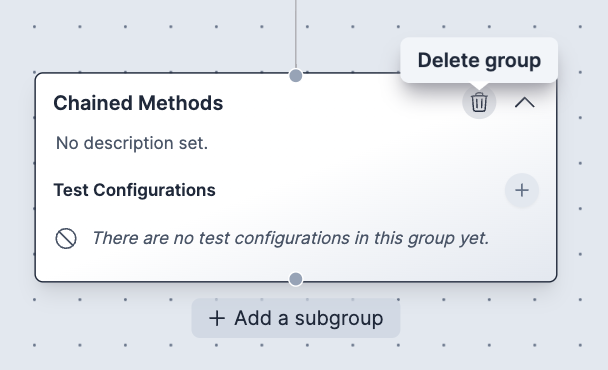 Delete group
Chained Methods
No description set.
Test Configurations
There are no test configurations in this group yet.
+ Add a subgroup